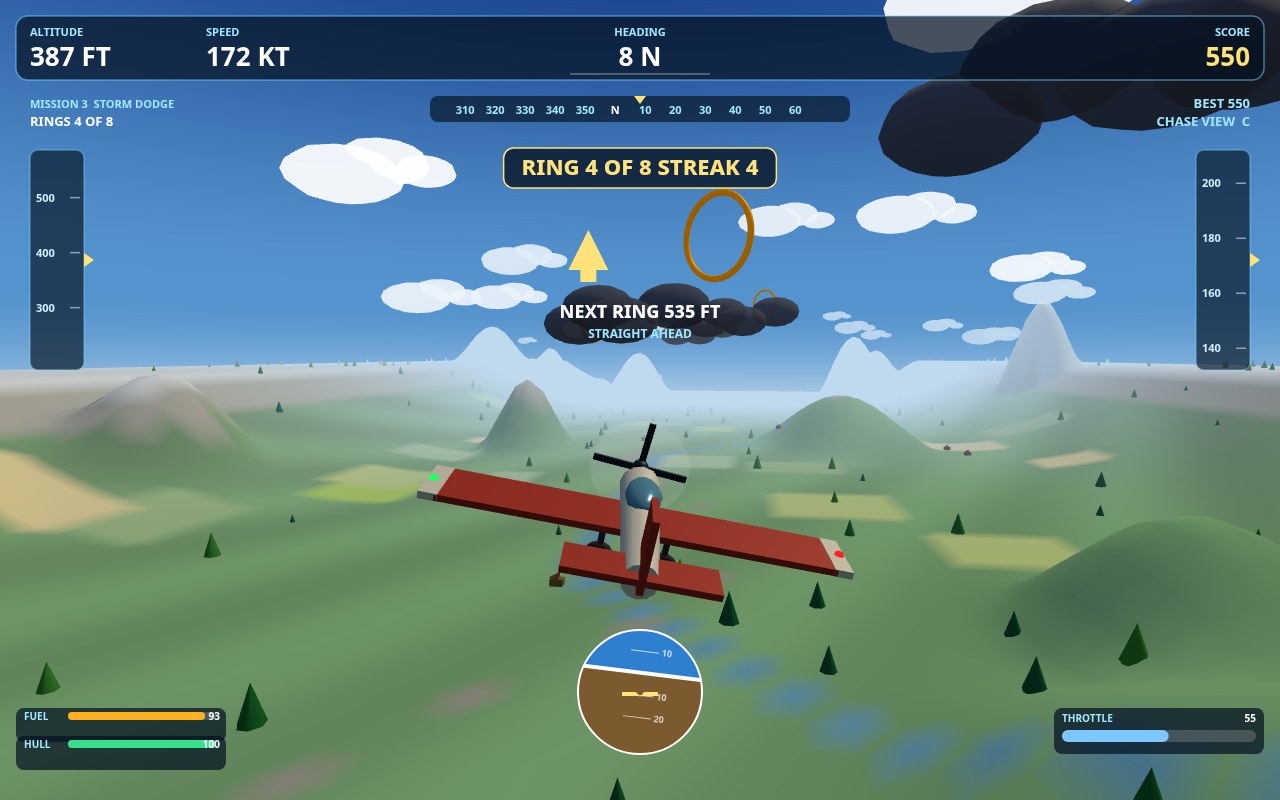 ALTITUDE
387 FT
SPEED
172 KT
HEADING
8 N
SCORE
550
MISSION 3 STORM DODGE
RINGS 4 OF 8
310 320 330 340 350 N 10 20 30 40 50 60
BEST 550
CHASE VIEW C
RING 4 OF 8 STREAK 4
500
400
300
200
180
160
140
NEXT RING 535 FT
STRAIGHT AHEAD
10
10
20
FUEL 93
HULL 100
THROTTLE 55